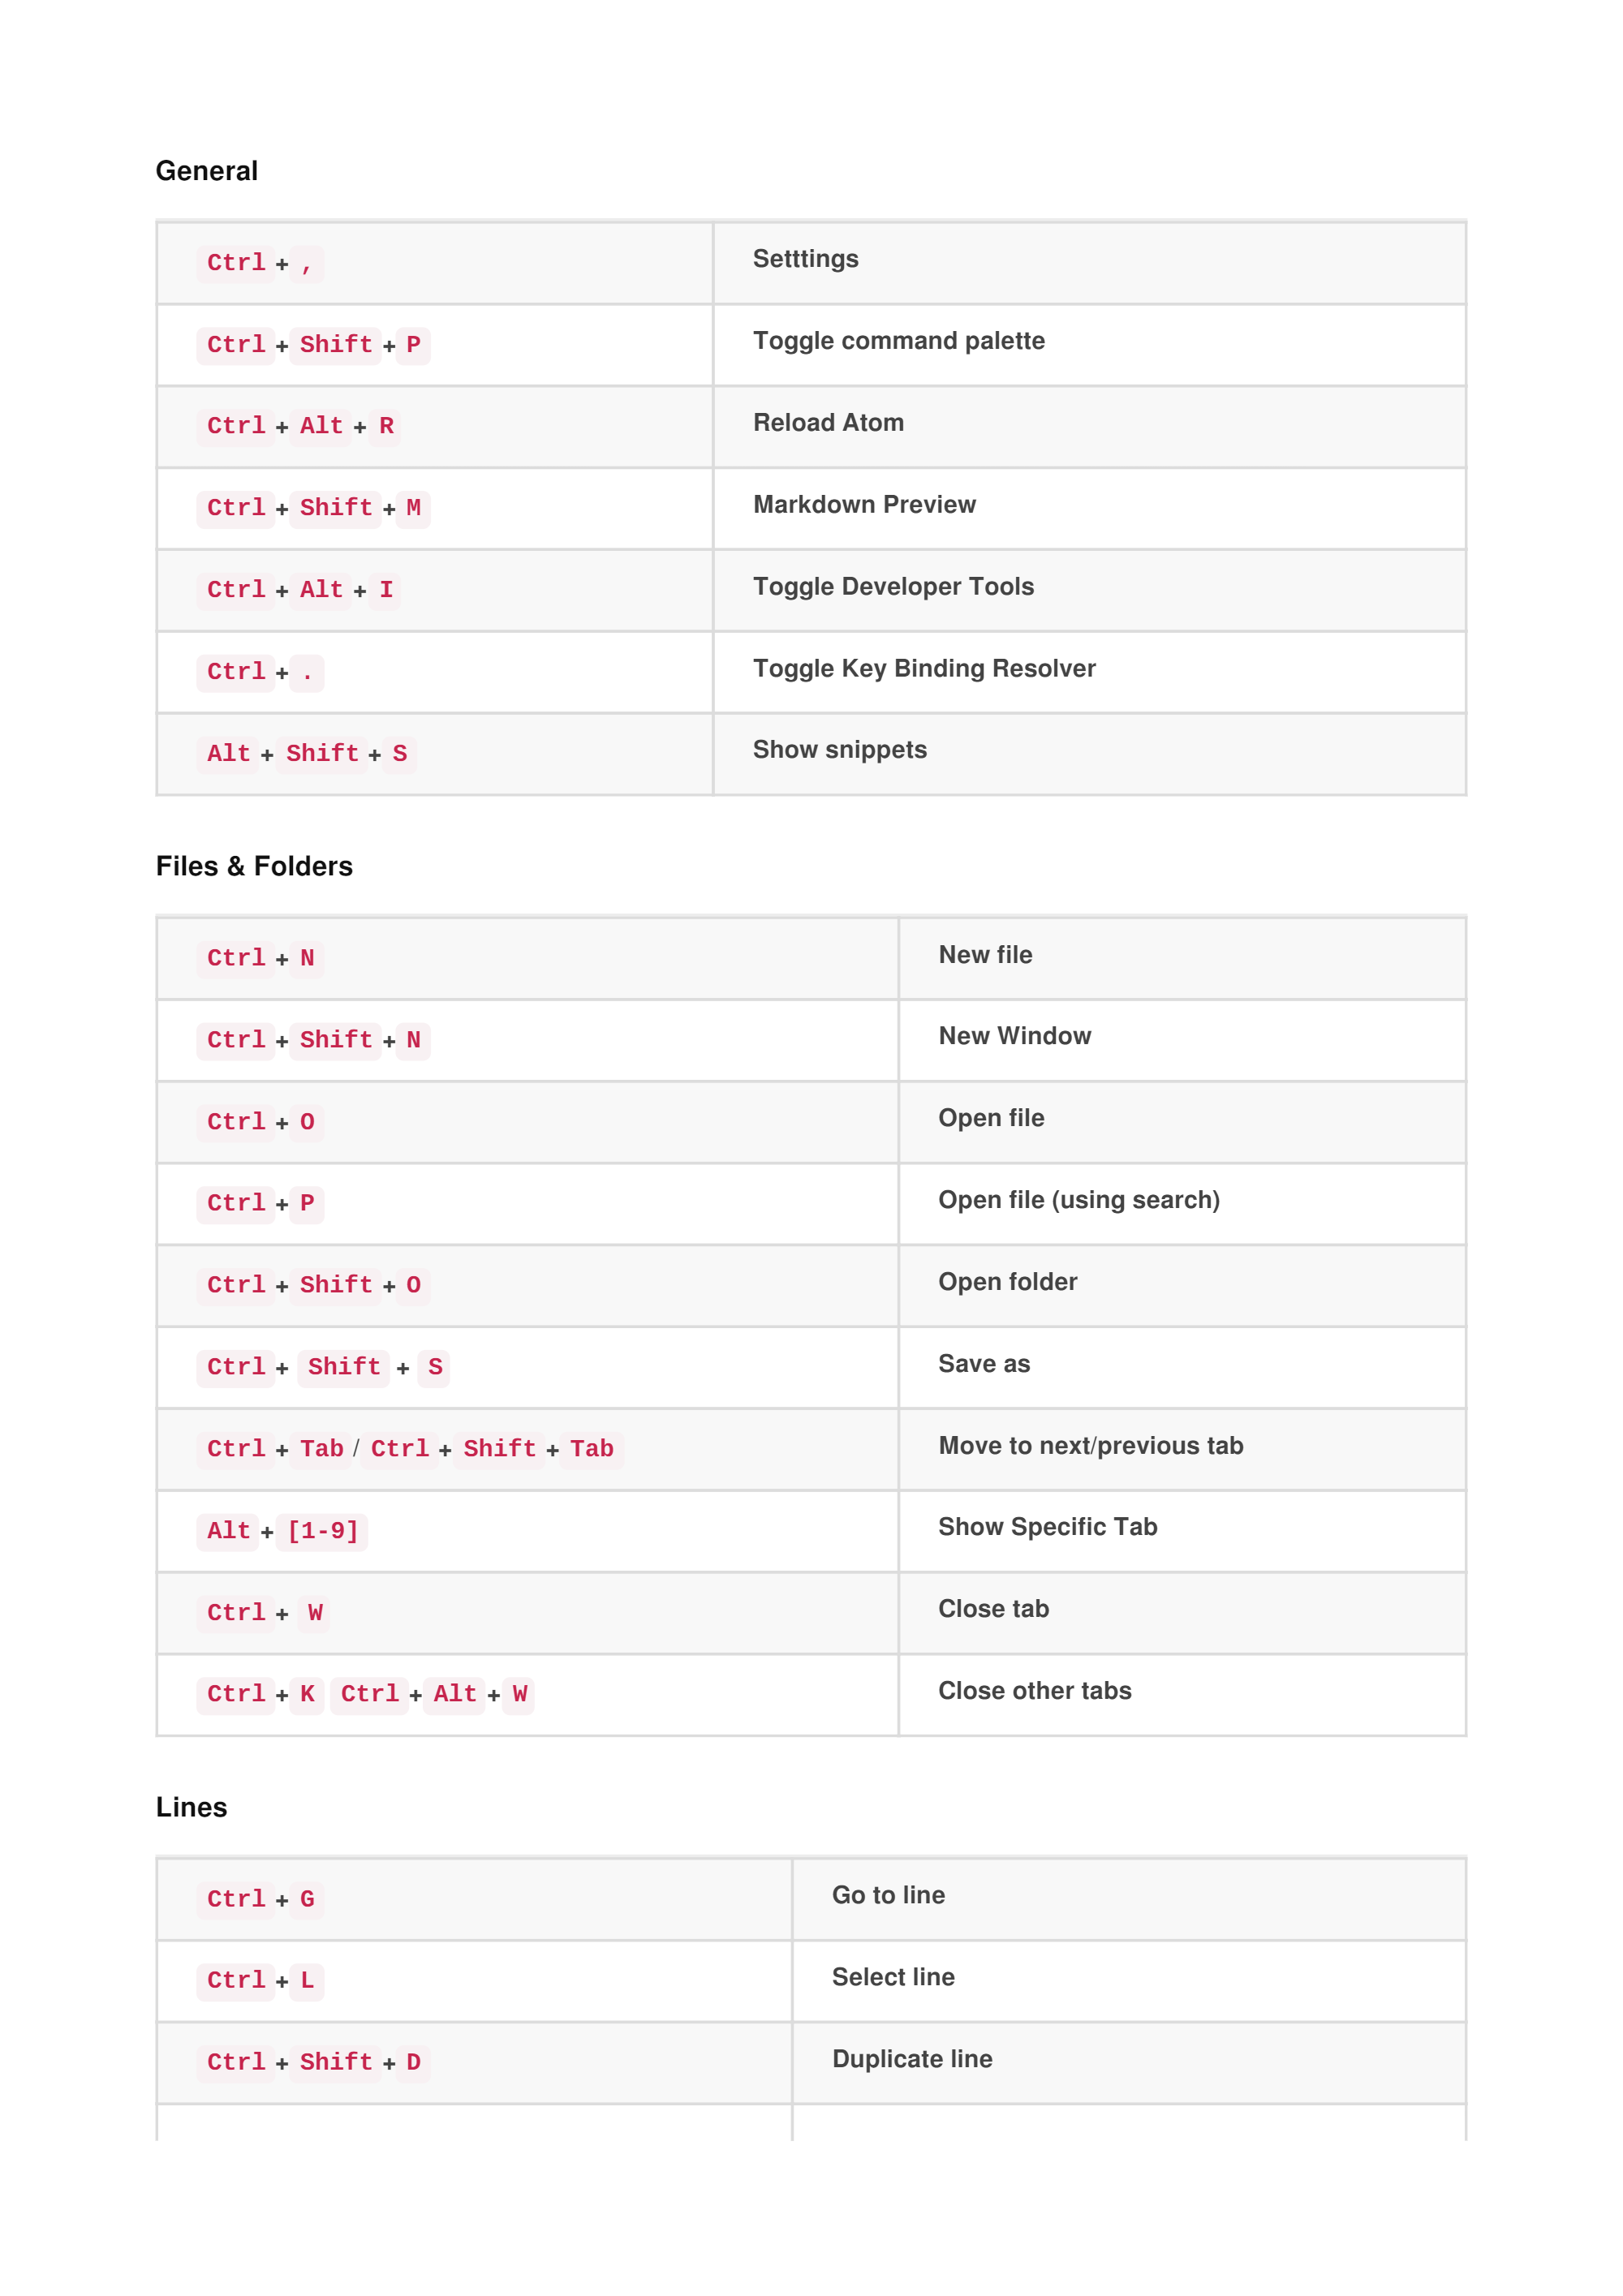 General
Ctrl + , Setttings
Ctrl + Shift + P Toggle command palette
Ctrl + Alt + R Reload Atom
Ctrl + Shift + M Markdown Preview
Ctrl + Alt + I Toggle Developer Tools
Ctrl + . Toggle Key Binding Resolver
Alt + Shift + S Show snippets
Files & Folders
Ctrl + N New file
Ctrl + Shift + N New Window
Ctrl + O Open file
Ctrl + P Open file (using search)
Ctrl + Shift + O Open folder
Ctrl + Shift + S Save as
Ctrl + Tab / Ctrl + Shift + Tab Move to next/previous tab
Alt + [1-9] Show Specific Tab
Ctrl + W Close tab
Ctrl + K Ctrl + Alt + W Close other tabs
Lines
Ctrl + G Go to line
Ctrl + L Select line
Ctrl + Shift + D Duplicate line